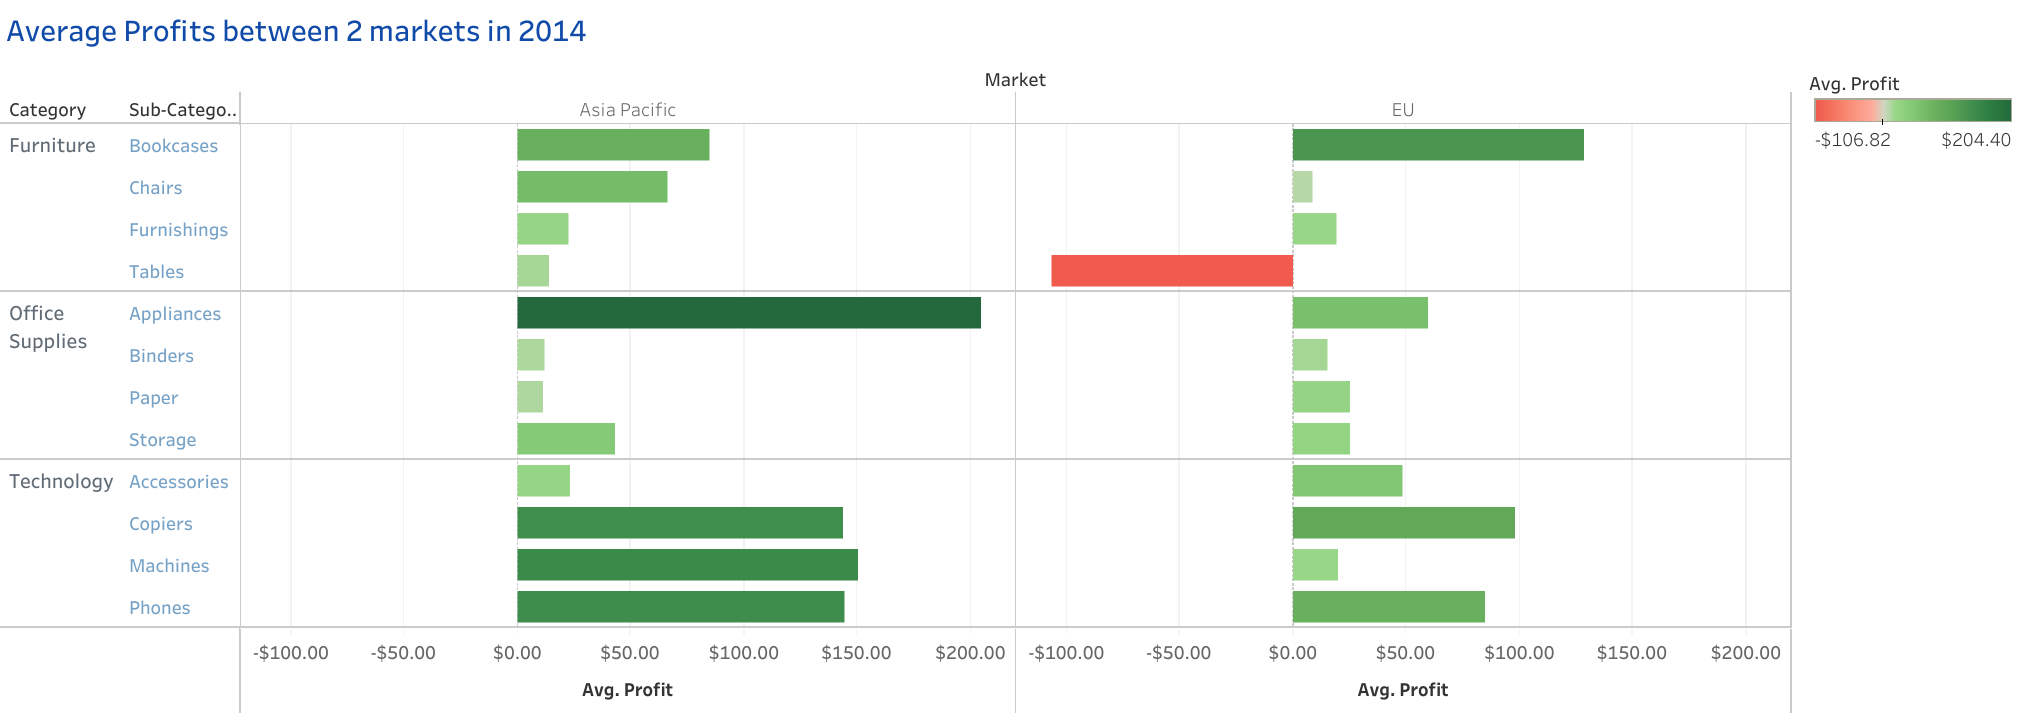 Average Profits between 2 markets in 2014
Market
Category Sub-Catego.. Asia Pacific EU
Furniture Bookcases
Chairs
Furnishings
Tables
Office Supplies Appliances
Binders
Paper
Storage
Technology Accessories
Copiers
Machines
Phones
-$100.00 -$50.00 $0.00 $50.00 $100.00 $150.00 $200.00 -$100.00 -$50.00 $0.00 $50.00 $100.00 $150.00 $200.00
Avg. Profit Avg. Profit
Avg. Profit
-$106.82 $204.40